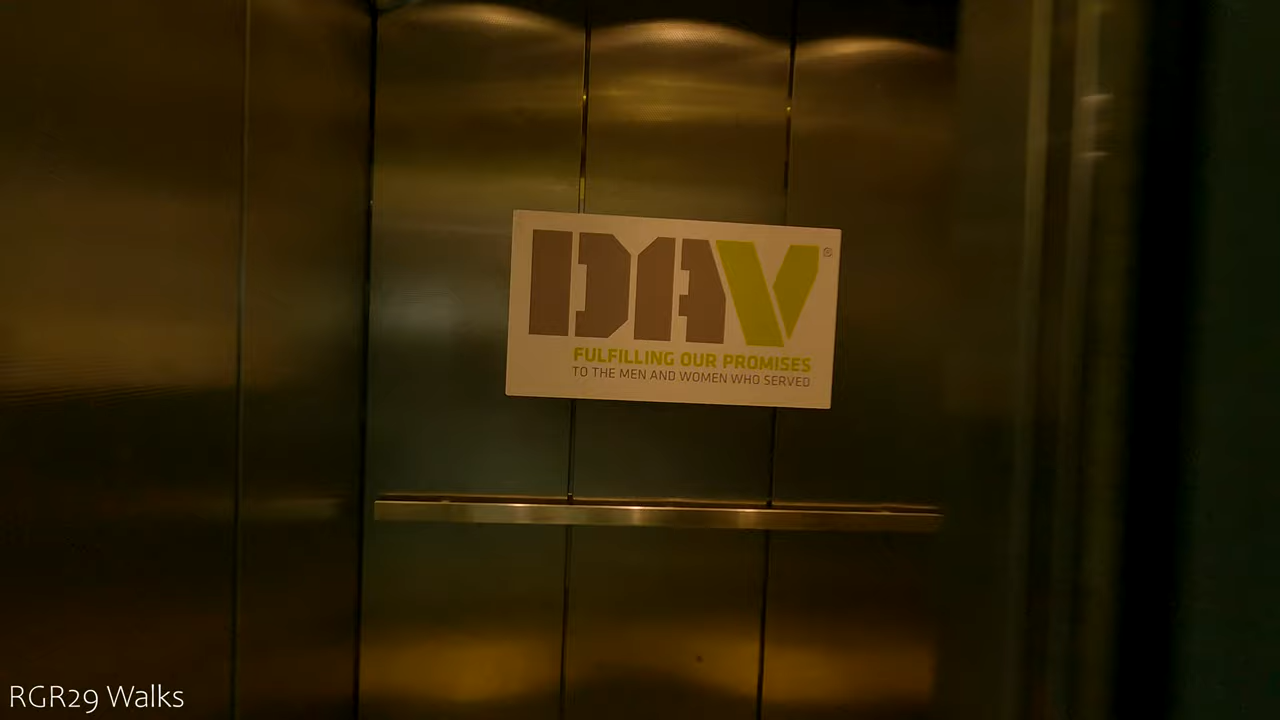 DAV®
FULFILLING OUR PROMISES
TO THE MEN AND WOMEN WHO SERVED
RGR29 Walks